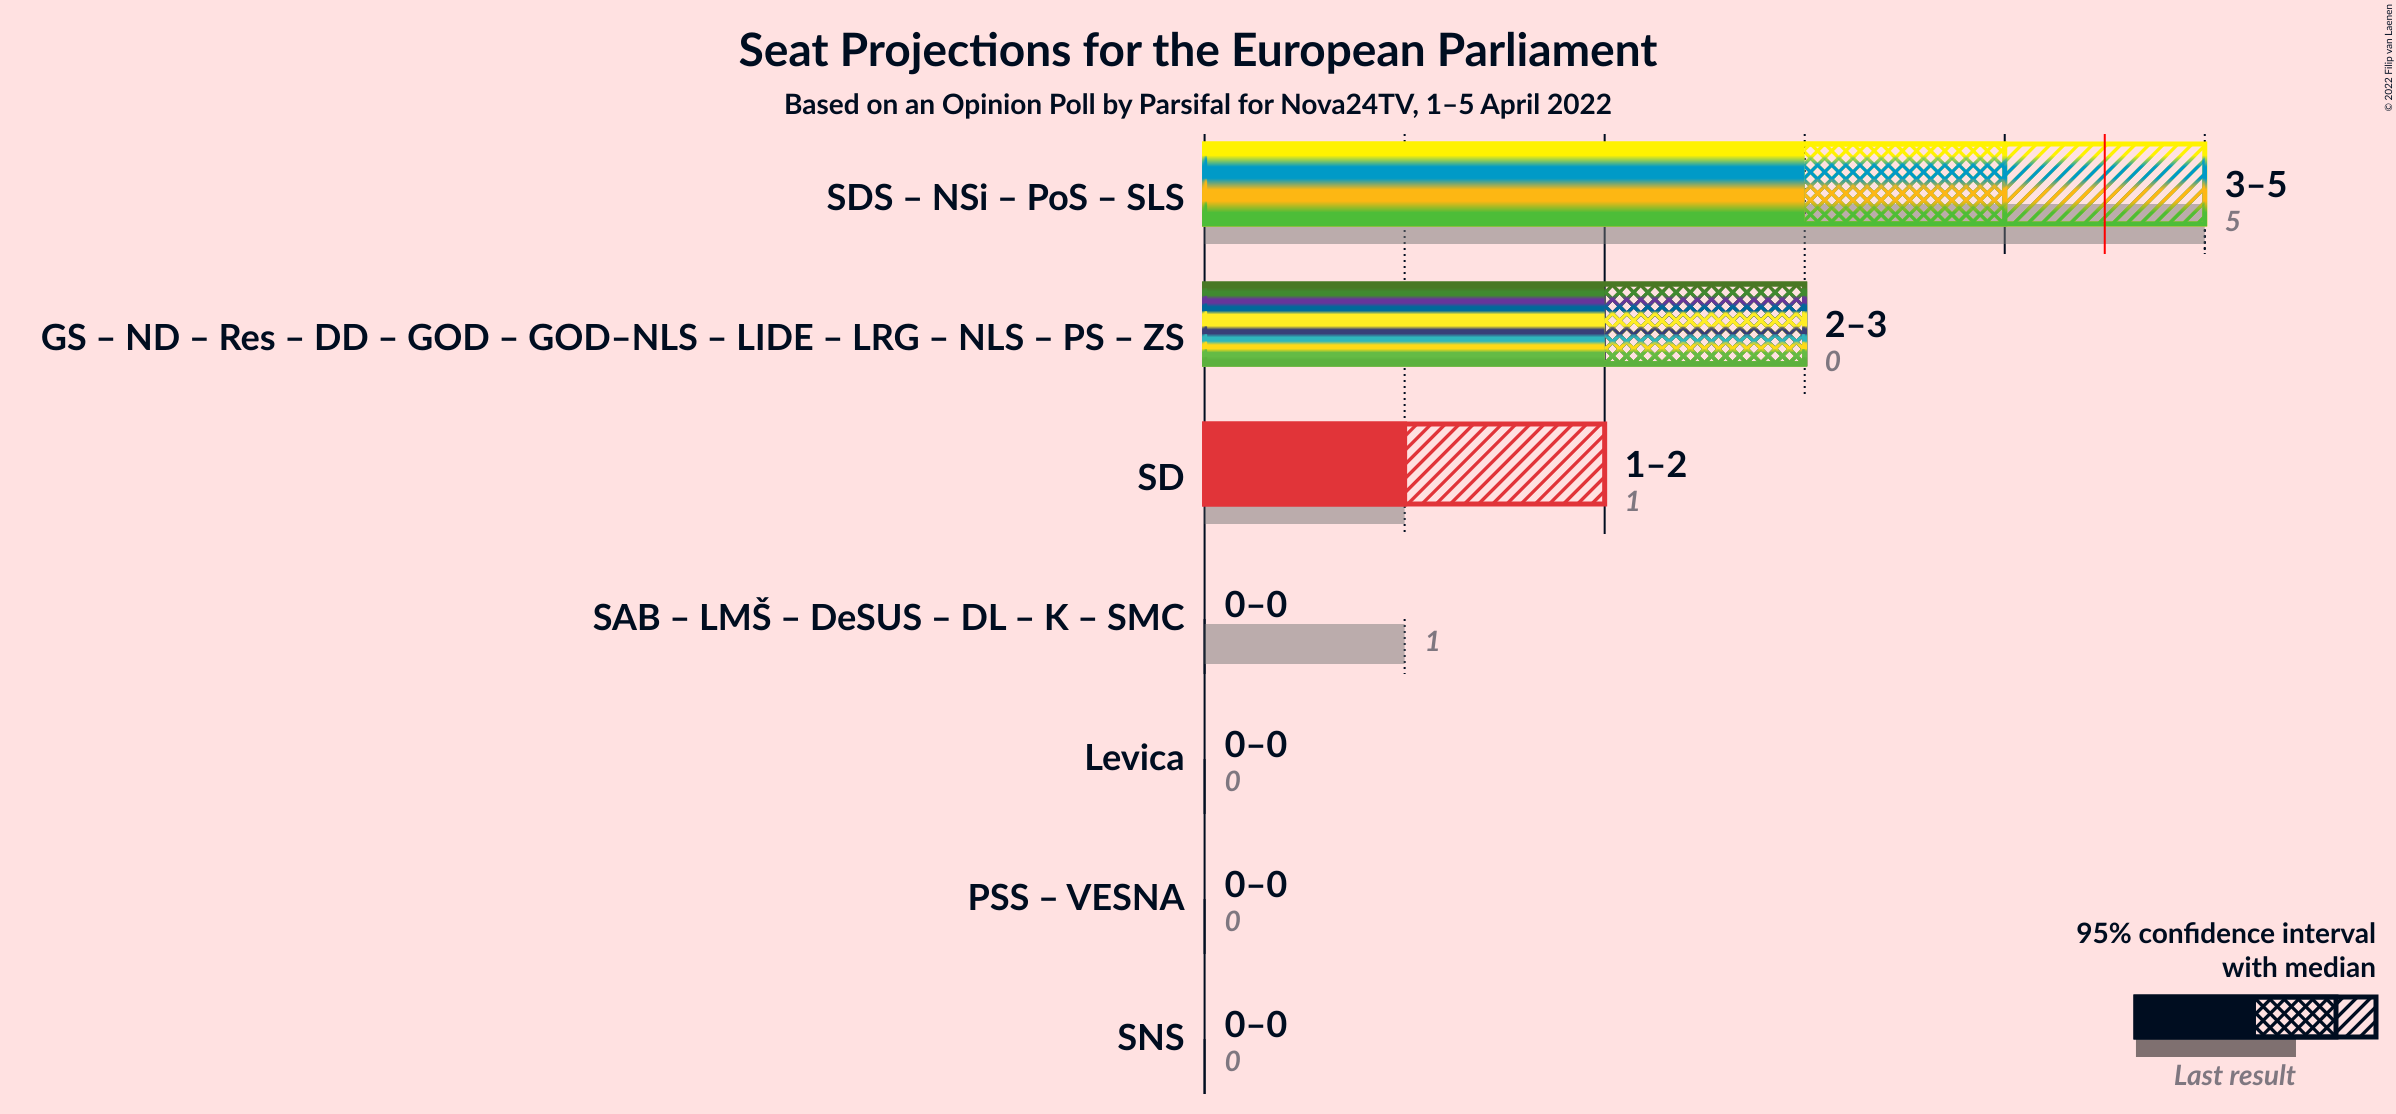 Seat Projections for the European Parliament
Based on an Opinion Poll by Parsifal for Nova24TV, 1–5 April 2022
© 2022 Filip van Laenen
SDS – NSi – PoS – SLS
3–5
5
GS – ND – Res – DD – GOD – GOD–NLS – LIDE – LRG – NLS – PS – ZS
2–3
0
SD
1–2
1
SAB – LMŠ – DeSUS – DL – K – SMC
0–0
1
Levica
0–0
0
PSS – VESNA
0–0
0
SNS
0–0
0
95% confidence interval
with median
Last result